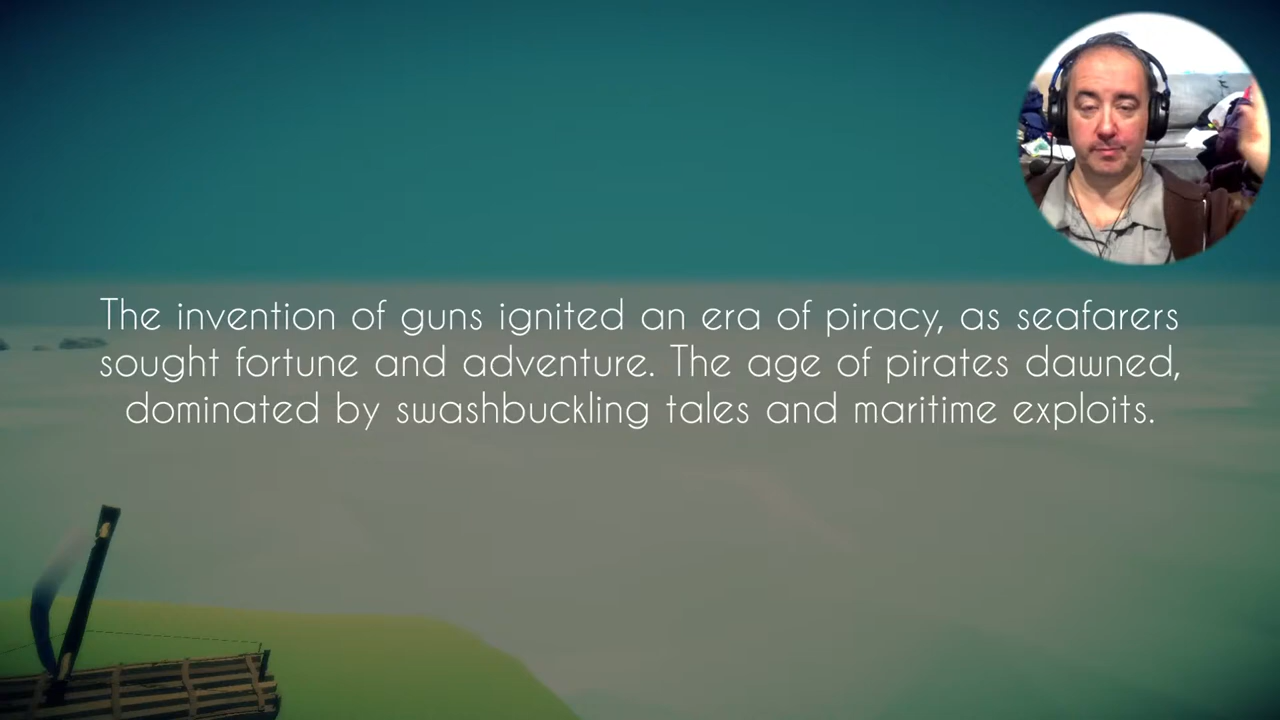 The invention of guns ignited an era of piracy, as seafarers
sought fortune and adventure. The age of pirates dawned,
dominated by swashbuckling tales and maritime exploits.